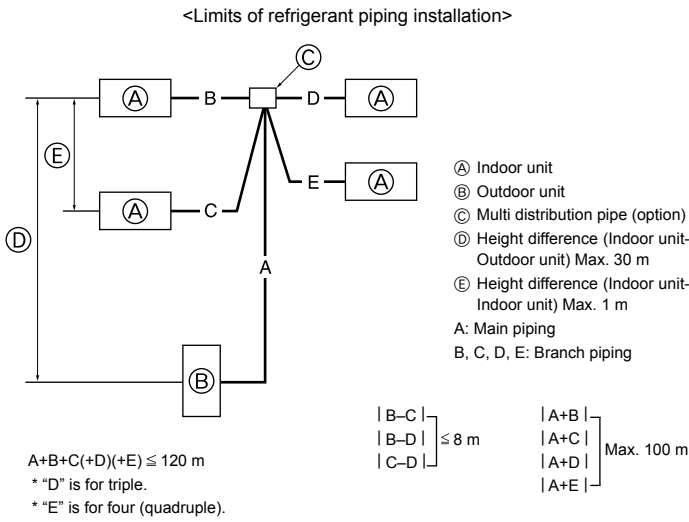 <Limits of refrigerant piping installation>
Ⓒ
Ⓐ B D Ⓐ
Ⓔ
Ⓐ C E Ⓐ
Ⓓ
A
Ⓑ
Ⓐ Indoor unit
Ⓑ Outdoor unit
Ⓒ Multi distribution pipe (option)
Ⓓ Height difference (Indoor unit-
Outdoor unit) Max. 30 m
Ⓔ Height difference (Indoor unit-
Indoor unit) Max. 1 m
A: Main piping
B, C, D, E: Branch piping
A+B+C(+D)(+E) ≦ 120 m
* “D” is for triple.
* “E” is for four (quadruple).
| B–C |
| B–D | ≦ 8 m
| C–D |
| A+B |
| A+C | Max. 100 m
| A+D |
| A+E |